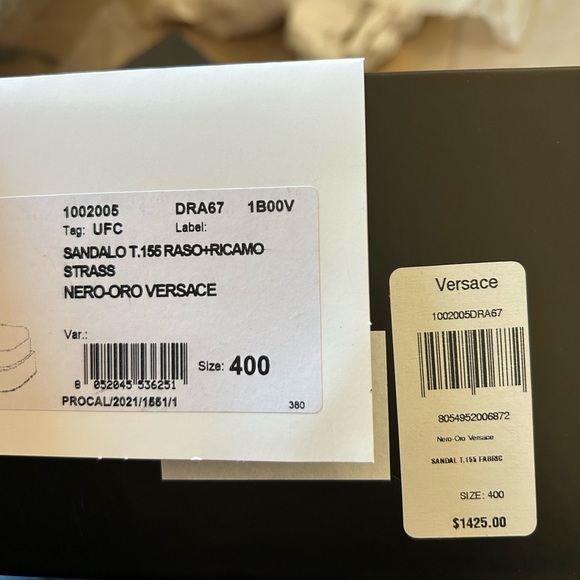 1002005 DRA67 1B00V
Tag: UFC Label:
SANDALO T.155 RASO+RICAMO
STRASS
NERO-ORO VERSACE
Var.:
Size: 400
8 052045 536251
PROCAL/2021/1551/1
380
Versace
1002005DRA67
8054952006872
Nero-Oro Versace
SANDAL T.155 FABRIC
SIZE: 400
$1425.00